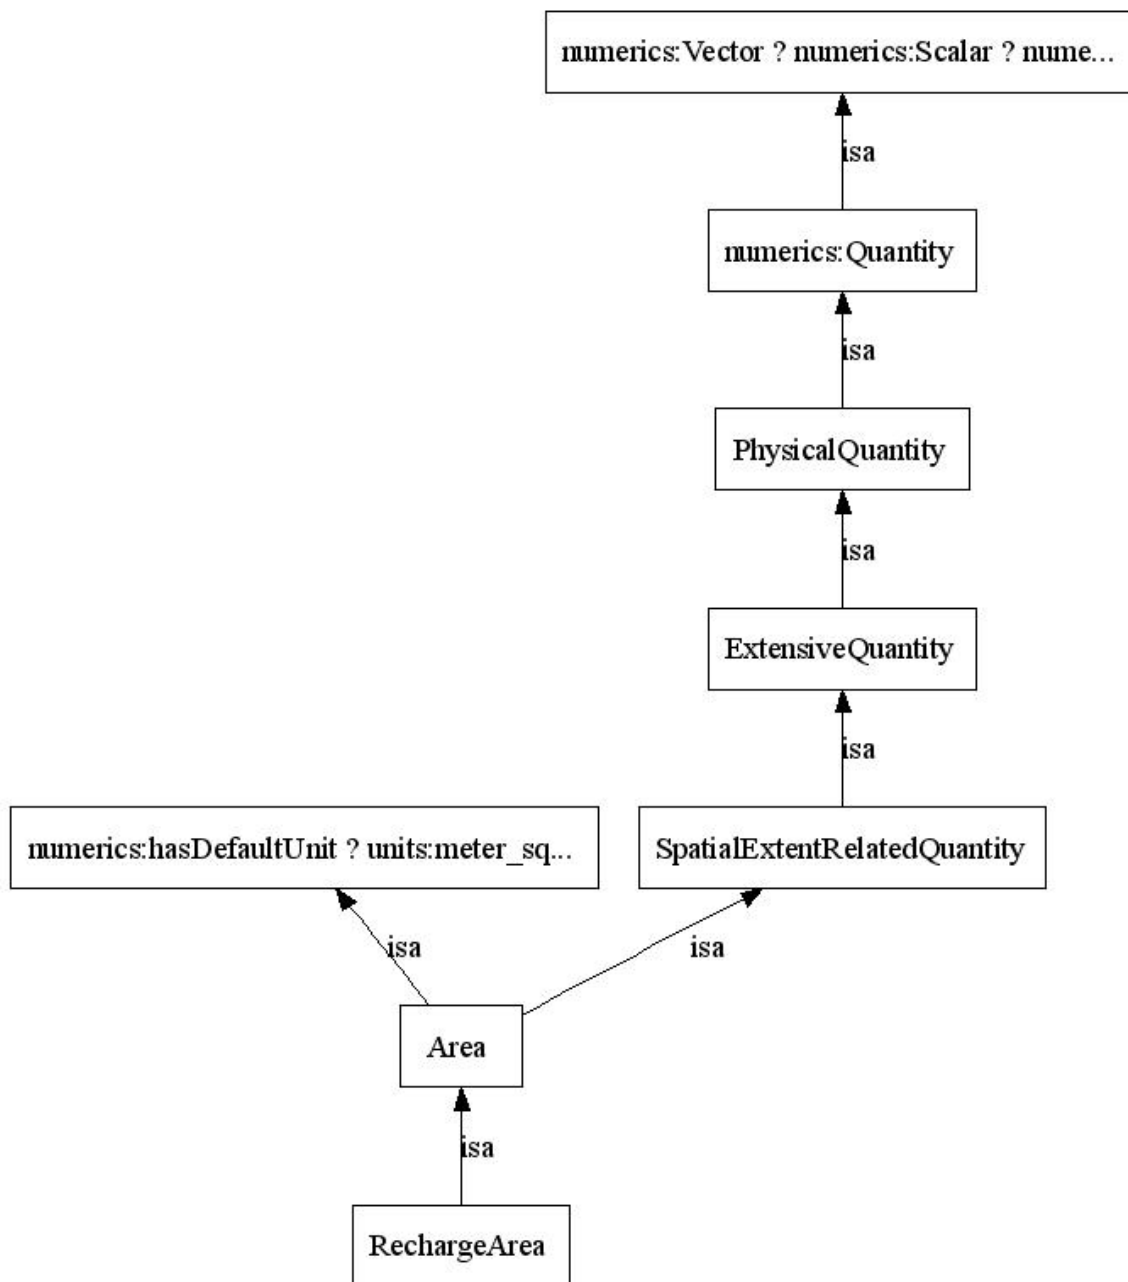 numerics:Vector ? numerics:Scalar ? nume...
isa
numerics:Quantity
isa
PhysicalQuantity
isa
ExtensiveQuantity
isa
numerics:hasDefaultUnit ? units:meter_sq...
SpatialExtentRelatedQuantity
isa
isa
Area
isa
RechargeArea